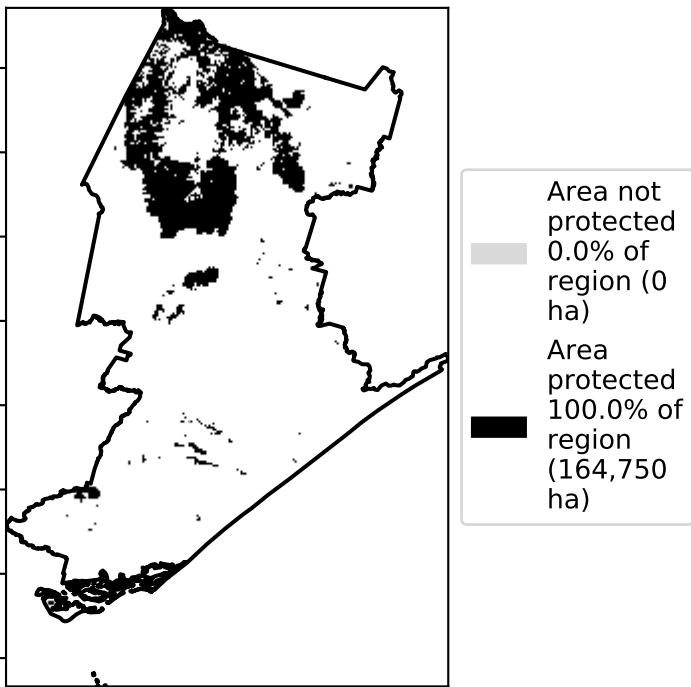 Area not
protected
0.0% of
region (0
ha)
Area
protected
100.0% of
region
(164,750
ha)